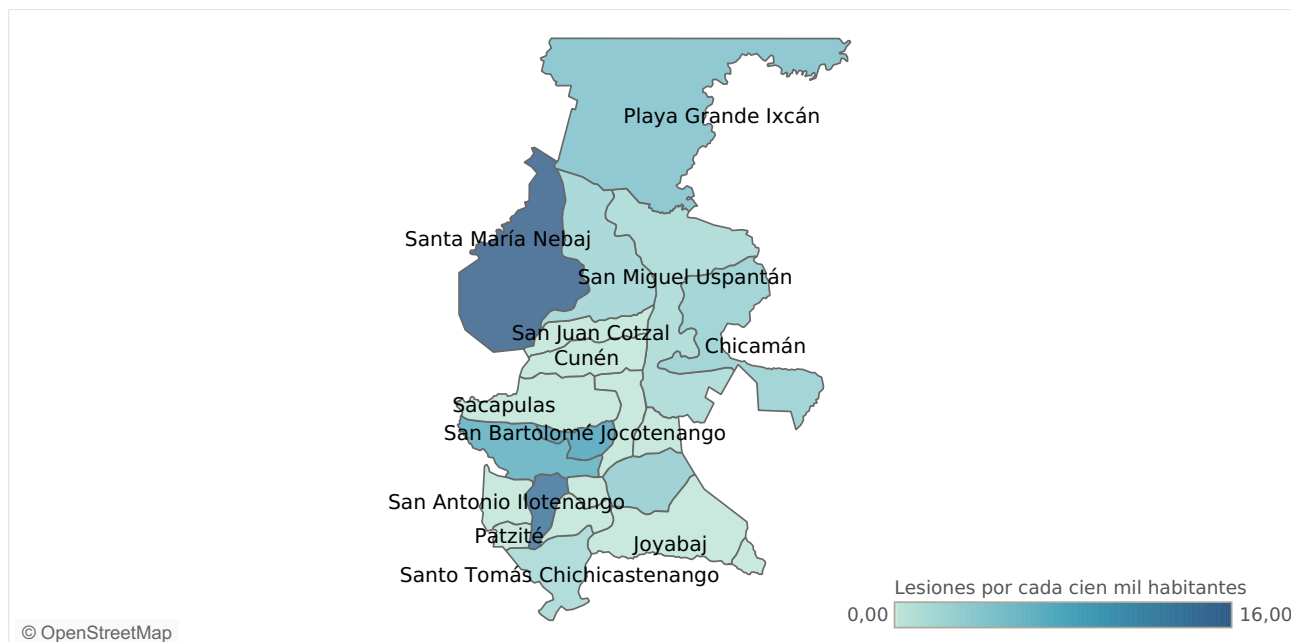 Playa Grande Ixcán
Santa María Nebaj
San Miguel Uspantán
San Juan Cotzal
Chicamán
Cunén
Sacapulas
San Bartolomé Jocotenango
San Antonio Ilotenango
Patzité
Joyabaj
Santo Tomás Chichicastenango
Lesiones por cada cien mil habitantes
0,00
16,00
© OpenStreetMap